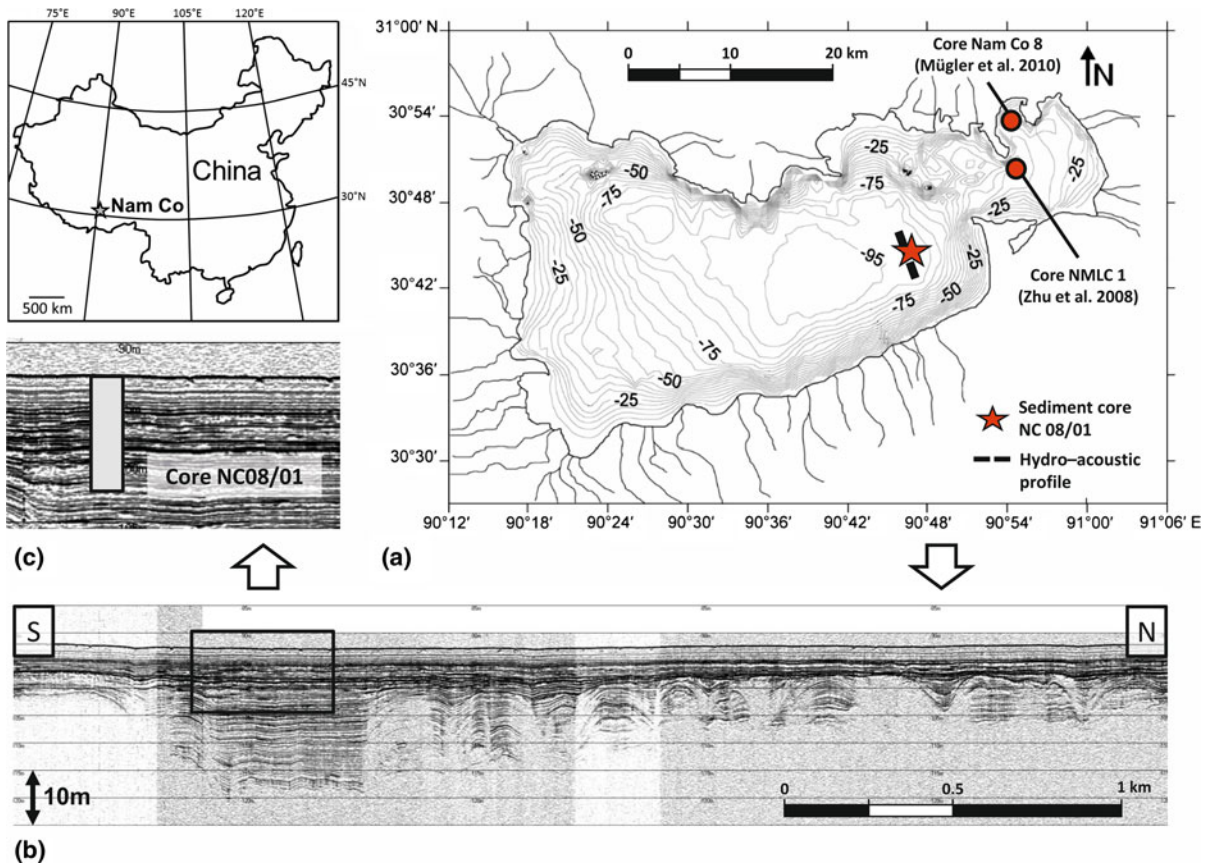 75°E 90°E 105°E 120°E
45°N
China
Nam Co
30°N
500 km
31°00' N
30°54'
30°48'
30°42'
30°36'
30°30'
0 10 20 km
Core Nam Co 8
(Mügler et al. 2010)
N
-25
-50
-75
-75
-50
-25
-25
-25
-95
-25
-75
-50
-75
-50
-25
Core NMLC 1
(Zhu et al. 2008)
Sediment core
NC 08/01
Hydro–acoustic
profile
90°12' 90°18' 90°24' 90°30' 90°36' 90°42' 90°48' 90°54' 91°00' 91°06' E
-90m
Core NC08/01
(c)
(a)
S
N
10m
0 0.5 1 km
(b)